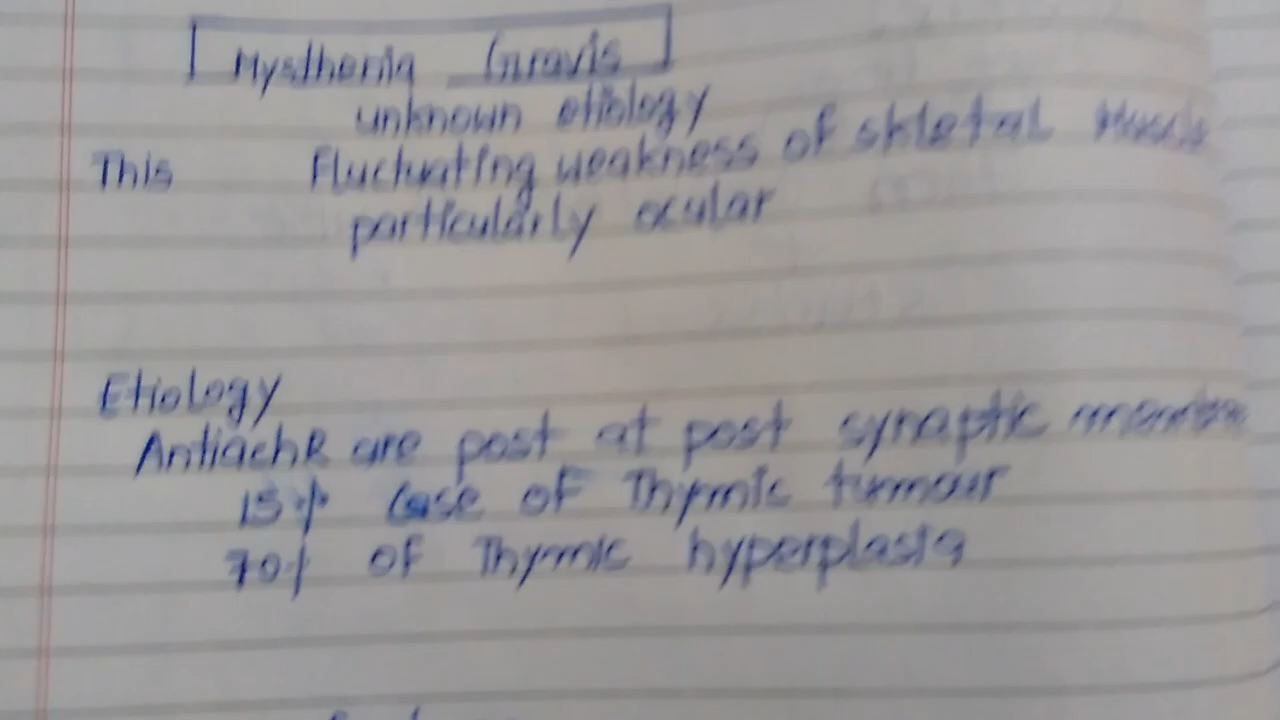 Mysthenia Gravis
unknown etiology
This Fluctuating weakness of skletal Muscle
particularly ocular
Etiology
AntiachR are post at post synaptic
15% Case of Thymic tumour
70% of Thymic hyperplasia